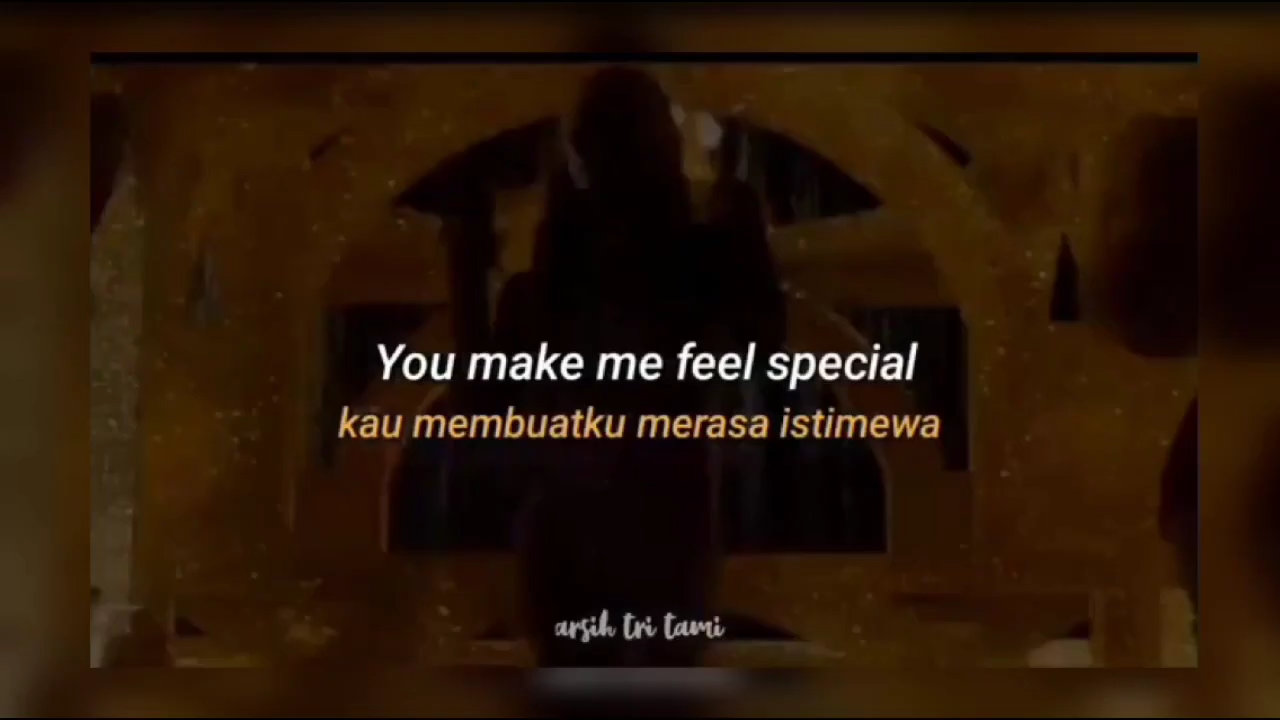 You make me feel special
kau membuatku merasa istimewa
arsih tri tami